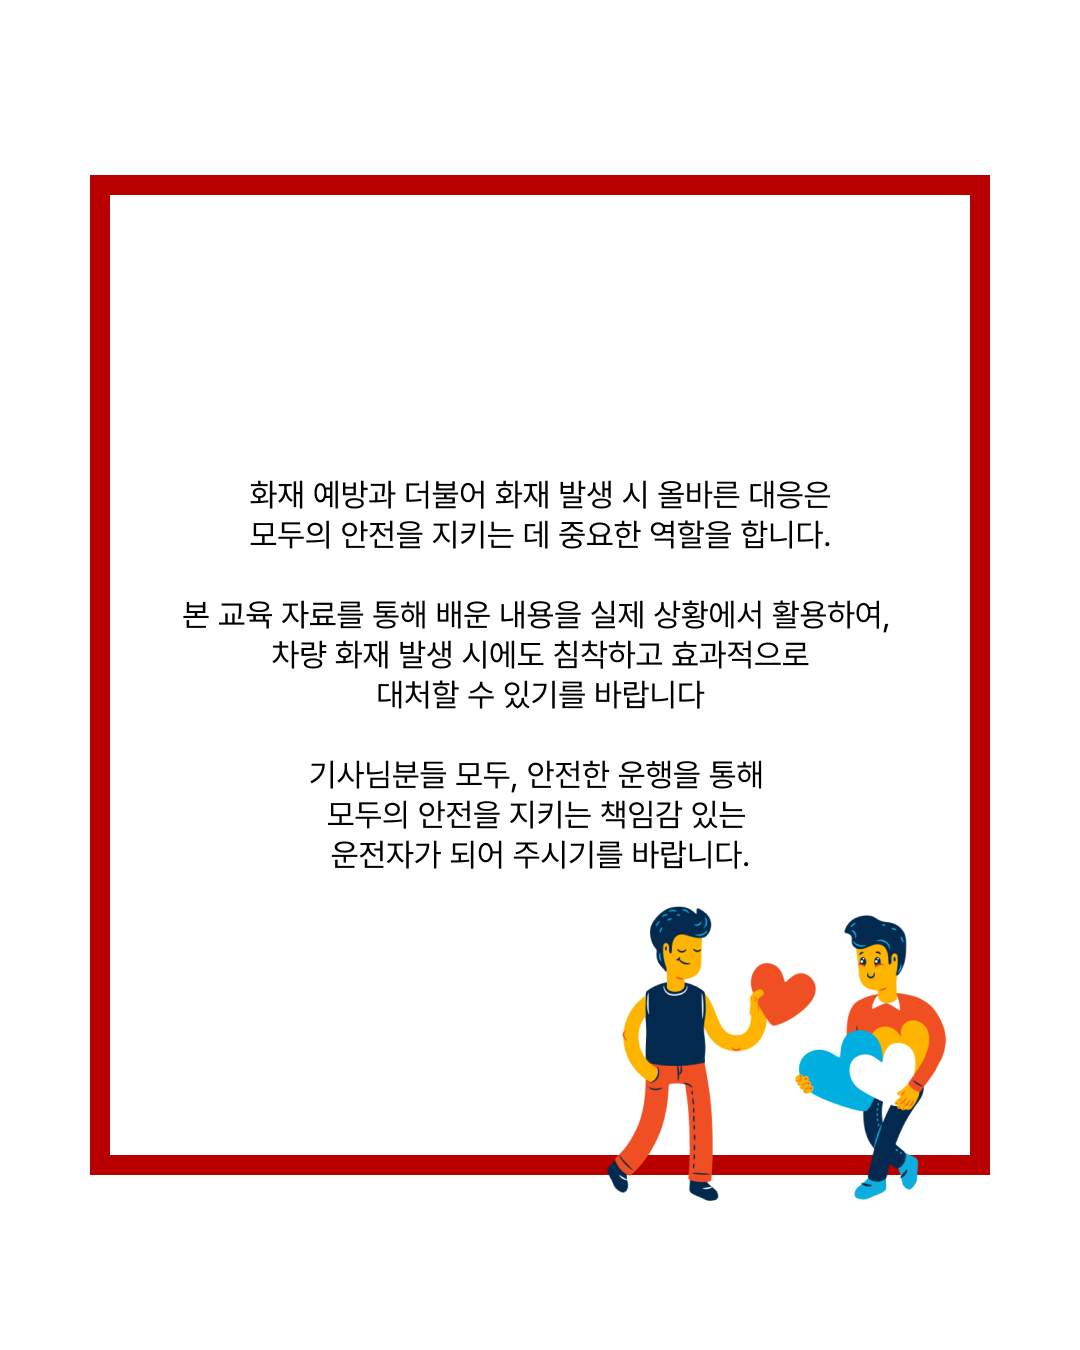 화재 예방과 더불어 화재 발생 시 올바른 대응은
모두의 안전을 지키는 데 중요한 역할을 합니다.
본 교육 자료를 통해 배운 내용을 실제 상황에서 활용하여,
차량 화재 발생 시에도 침착하고 효과적으로
대처할 수 있기를 바랍니다
기사님분들 모두, 안전한 운행을 통해
모두의 안전을 지키는 책임감 있는
운전자가 되어 주시기를 바랍니다.